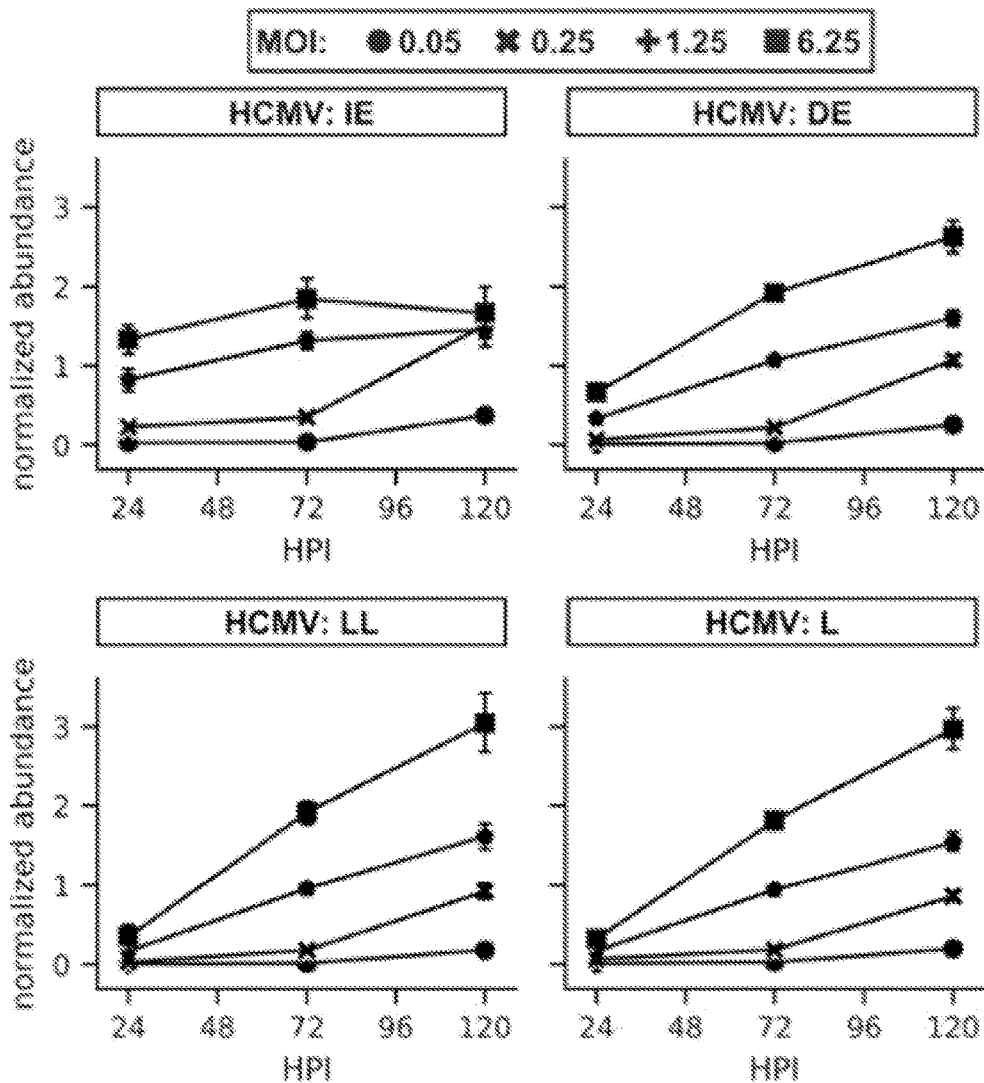 MOI: ● 0.05 ✖ 0.25 ✚ 1.25 ■ 6.25
HCMV: IE
HCMV: DE
normalized abundance
3
2
1
0
24 48 72 96 120
HPI
24 48 72 96 120
HPI
HCMV: LL
HCMV: L
normalized abundance
3
2
1
0
24 48 72 96 120
HPI
24 48 72 96 120
HPI